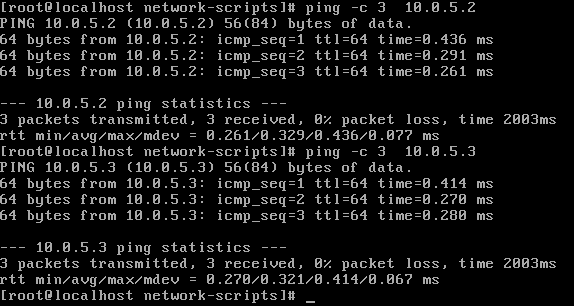 [root@localhost network-scripts]# ping -c 3  10.0.5.2
PING 10.0.5.2 (10.0.5.2) 56(84) bytes of data.
64 bytes from 10.0.5.2: icmp_seq=1 ttl=64 time=0.436 ms
64 bytes from 10.0.5.2: icmp_seq=2 ttl=64 time=0.291 ms
64 bytes from 10.0.5.2: icmp_seq=3 ttl=64 time=0.261 ms
--- 10.0.5.2 ping statistics ---
3 packets transmitted, 3 received, 0% packet loss, time 2003ms
rtt min/avg/max/mdev = 0.261/0.329/0.436/0.077 ms
[root@localhost network-scripts]# ping -c 3  10.0.5.3
PING 10.0.5.3 (10.0.5.3) 56(84) bytes of data.
64 bytes from 10.0.5.3: icmp_seq=1 ttl=64 time=0.414 ms
64 bytes from 10.0.5.3: icmp_seq=2 ttl=64 time=0.270 ms
64 bytes from 10.0.5.3: icmp_seq=3 ttl=64 time=0.280 ms
--- 10.0.5.3 ping statistics ---
3 packets transmitted, 3 received, 0% packet loss, time 2003ms
rtt min/avg/max/mdev = 0.270/0.321/0.414/0.067 ms
[root@localhost network-scripts]# _